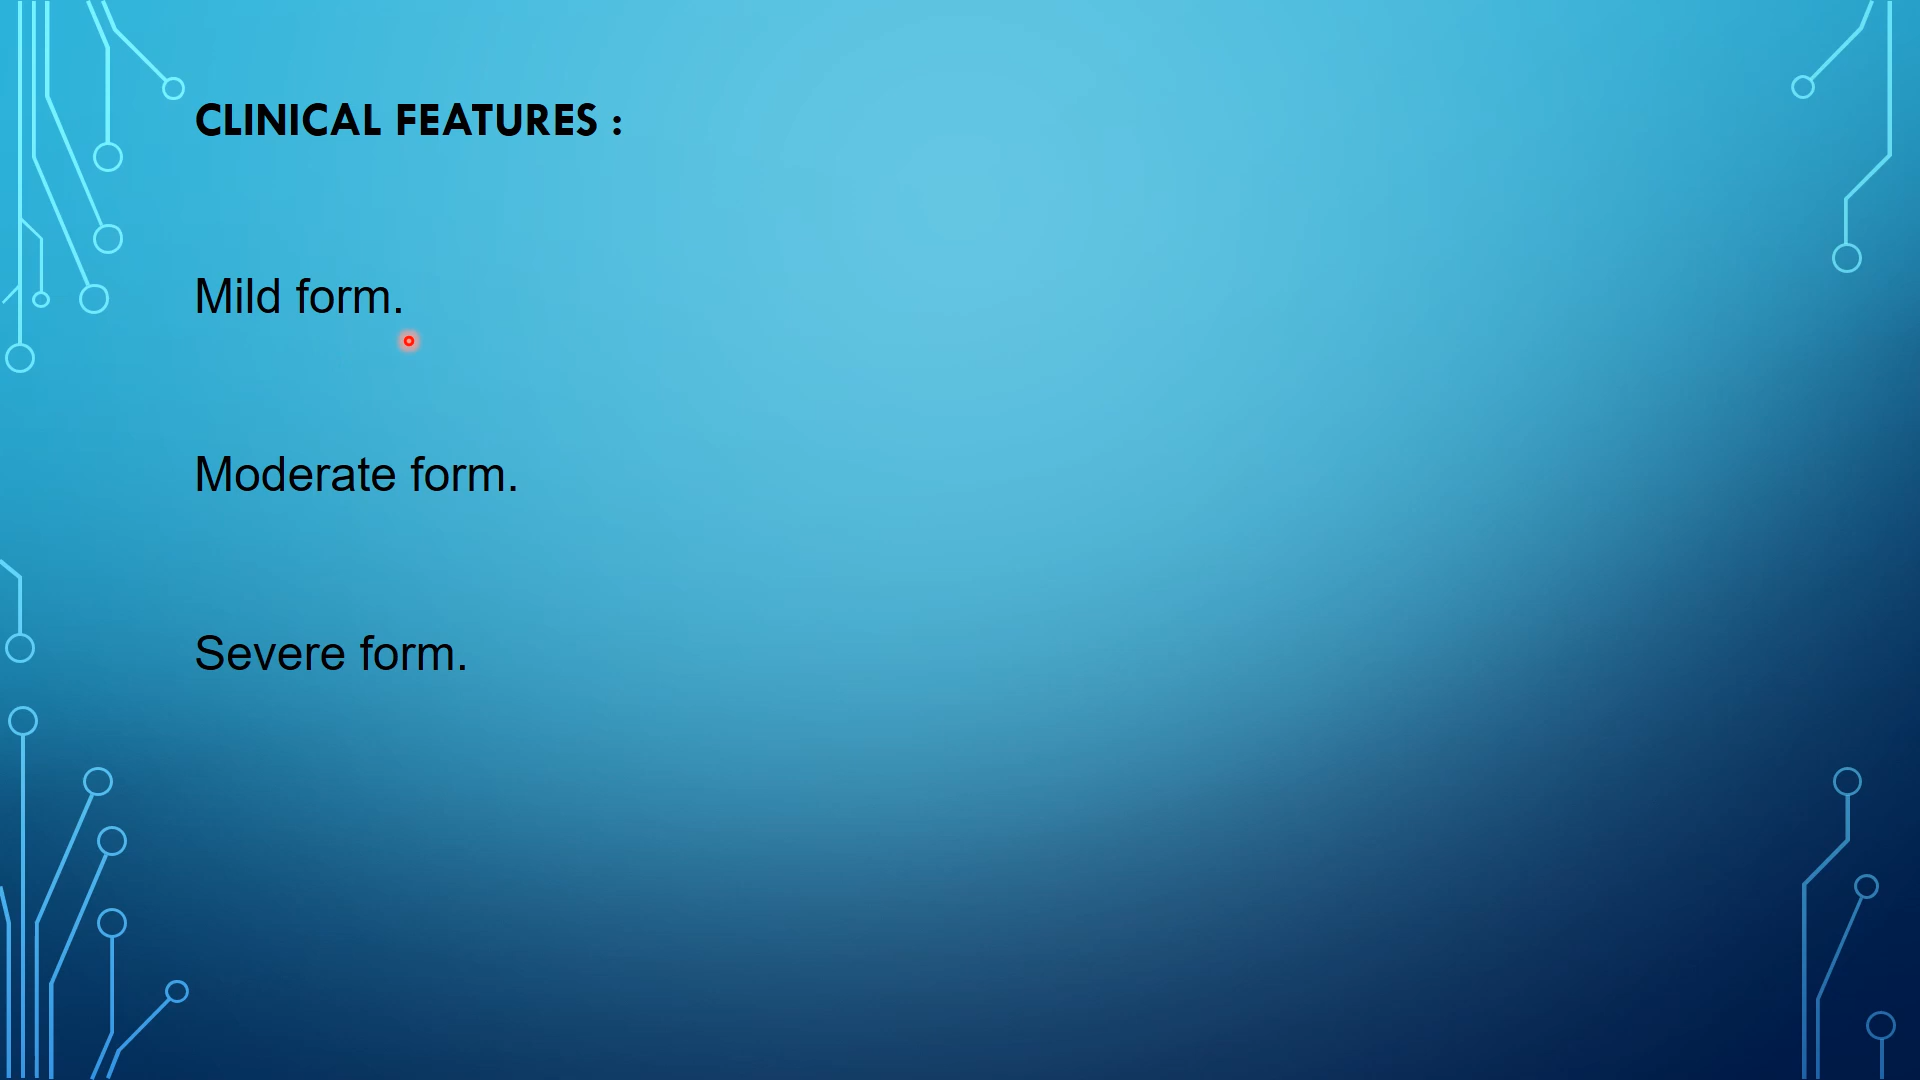 CLINICAL FEATURES :
Mild form.
Moderate form.
Severe form.